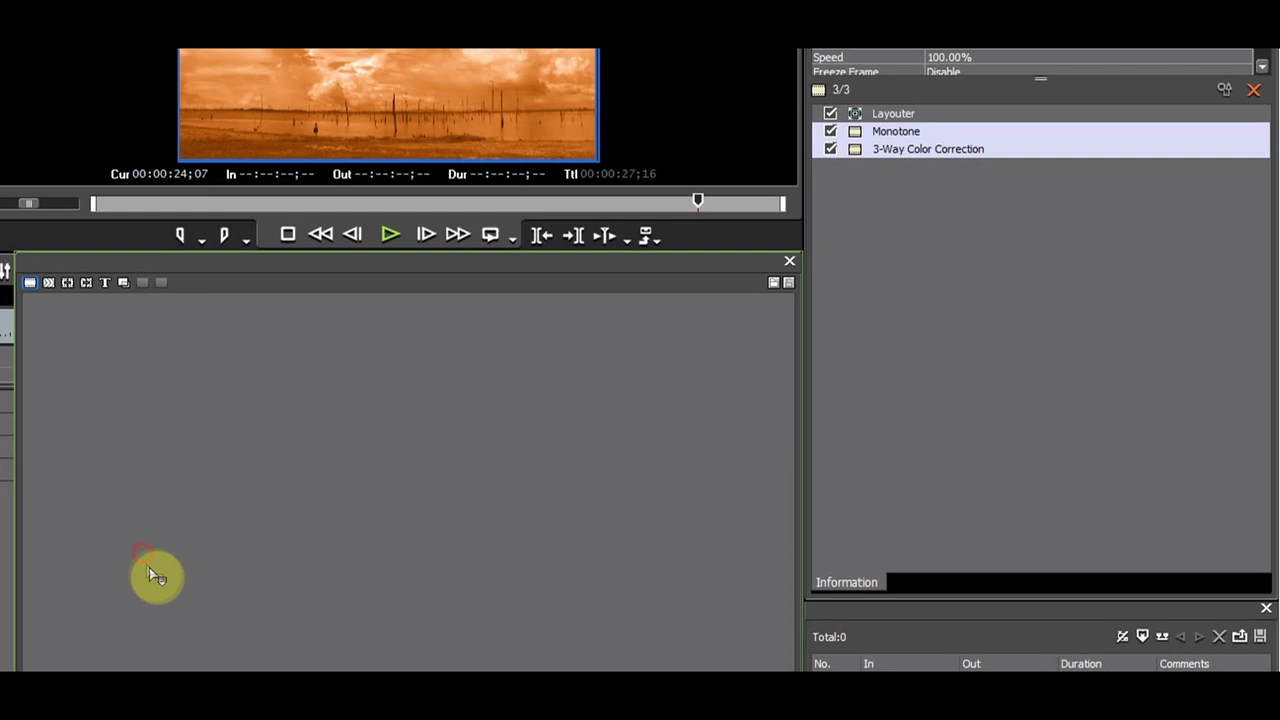 Speed 100.00%
Freeze Frame Disable
3/3
Layouter
Monotone
3-Way Color Correction
Cur 00:00:24;07 In --:--:--;-- Out --:--:--;-- Dur --:--:--;-- Ttl 00:00:27;16
T
Information
Total:0
No. In Out Duration Comments